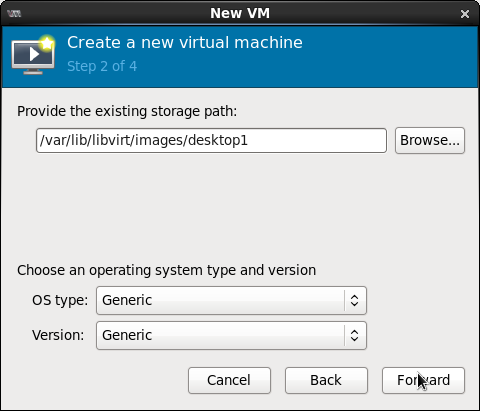 New VM
Create a new virtual machine
Step 2 of 4
Provide the existing storage path:
/var/lib/libvirt/images/desktop1 Browse...
Choose an operating system type and version
OS type: Generic
Version: Generic
Cancel Back Forward